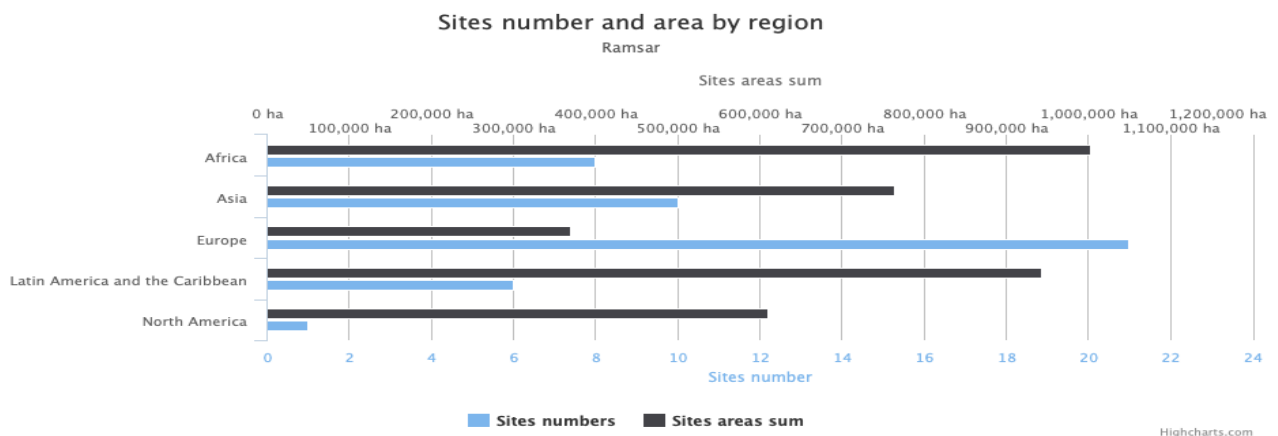 Sites number and area by region
Ramsar
Sites areas sum
0 ha 200,000 ha 400,000 ha 600,000 ha 800,000 ha 1,000,000 ha 1,200,000 ha
100,000 ha 300,000 ha 500,000 ha 700,000 ha 900,000 ha 1,100,000 ha
Africa
Asia
Europe
Latin America and the Caribbean
North America
0 2 4 6 8 10 12 14 16 18 20 22 24
Sites number
Sites numbers Sites areas sum
Highcharts.com